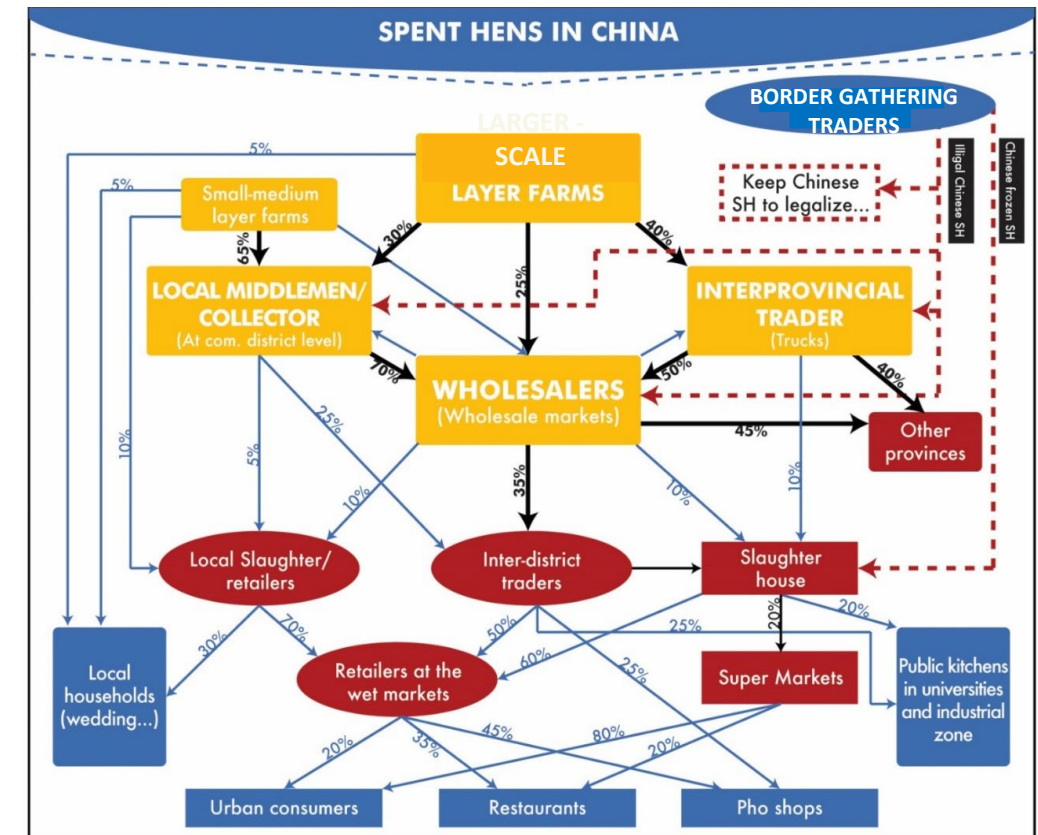 SPENT HENS IN CHINA
BORDER GATHERING
TRADERS
LARGER -
SCALE
LAYER FARMS
5%
Illigal Chinese SH
Chinese frozen SH
Keep Chinese
SH to legalize...
5%
Small-medium
layer farms
65%
30%
25%
40%
LOCAL MIDDLEMEN/
COLLECTOR
(At com. district level)
INTERPROVINCIAL
TRADER
(Trucks)
70%
50%
40%
WHOLESALERS
(Wholesale markets)
45%
Other
provinces
10%
5%
25%
10%
35%
10%
10%
Local Slaughter/
retailers
Inter-district
traders
Slaughter
house
30%
70%
50%
60%
25%
25%
20%
20%
Local
households
(wedding...)
Retailers at the
wet markets
Super Markets
Public kitchens
in universities
and industrial
zone
20%
35%
45%
80%
20%
Urban consumers
Restaurants
Pho shops